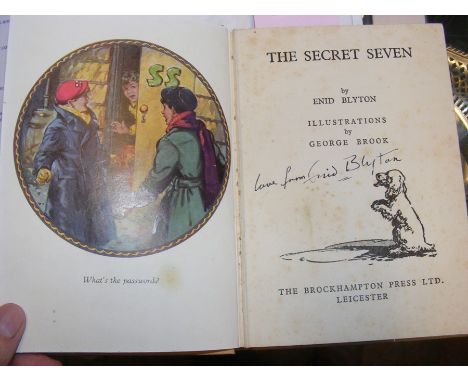 SS
What's the password?
THE SECRET SEVEN
by
ENID BLYTON
ILLUSTRATIONS
by
GEORGE BROOK
love from Enid Blyton
THE BROCKHAMPTON PRESS LTD.
LEICESTER